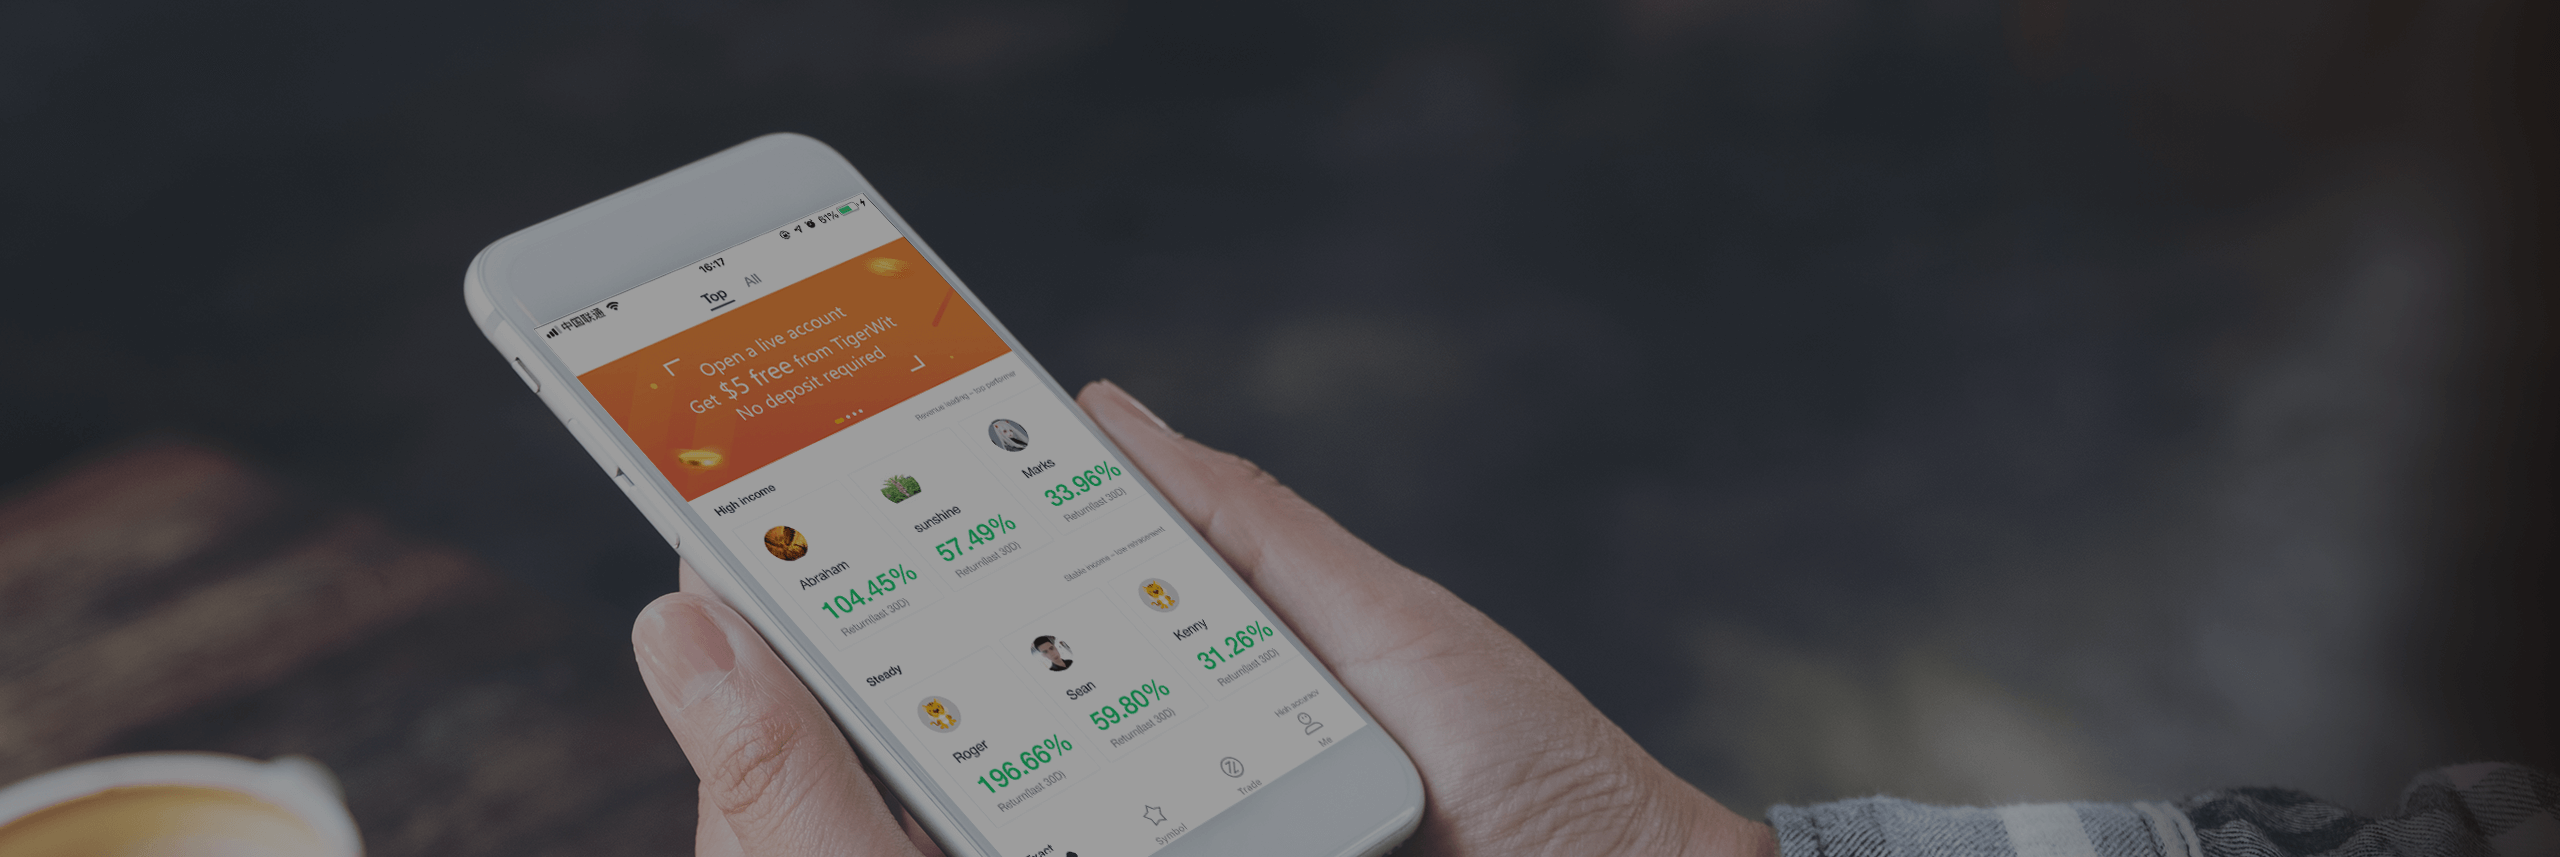 中国联通
16:17
61%
Top All
Open a live account
Get $5 free from TigerWit
No deposit required
High income
Revenue leading – top performer
Abraham
104.45%
Return(last 30D)
sunshine
57.49%
Return(last 30D)
Marks
33.96%
Return(last 30D)
Steady
Stable income – low retracement
Roger
196.66%
Return(last 30D)
Sean
59.80%
Return(last 30D)
Kenny
31.26%
Return(last 30D)
High accuracy
Symbol
Trade
Me